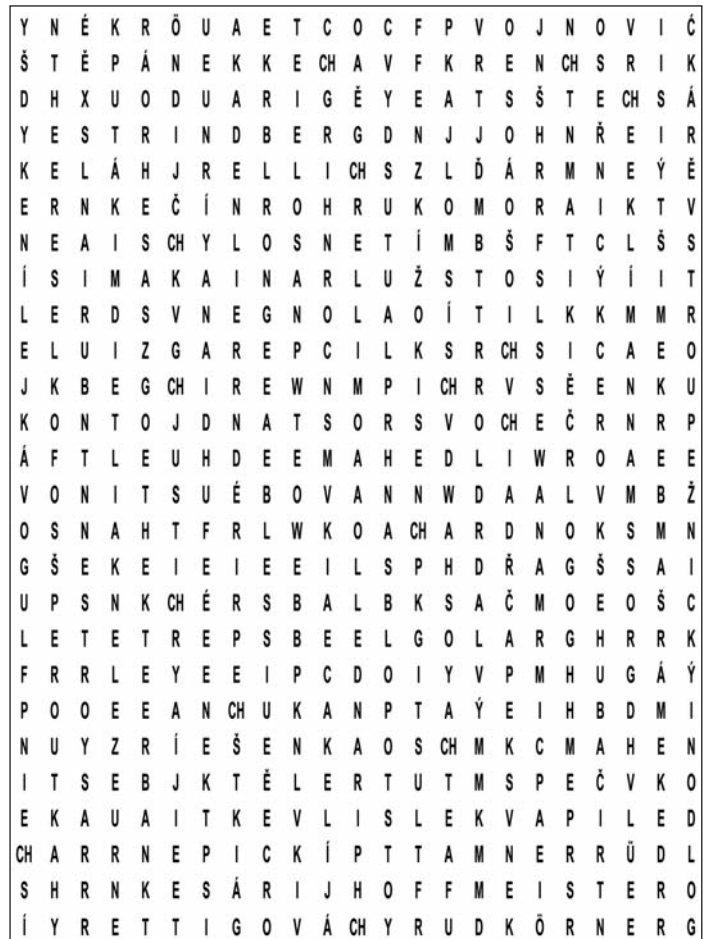 Y N É K R Ö U A E T C O C F P V O J N O V I Ć
Š T Ě P Á N E K K E CH A V F K R E N CH S R I K
D H X U O D U A R I G Ě Y E A T S Š T E CH S Á
Y E S T R I N D B E R G D N J J O H N Ř E I R
K E L Á H J R E L L I CH S Z L Ď Á R M N E Ý Ě
E R N K E Č Í N R O H R U K O M O R A I K T V
N E A I S CH Y L O S N E T Í M B Š F T C L Š S
Í S I M A K A I N A R L U Ž S T O S I Ý Í I T
L E R D S V N E G N O L A O Í T I L K K M M R
E L U I Z G A R E P C I L K S R CH S I C A E O
J K B E G CH I R E W N M P I CH R V S Ě E N K U
K O N T O J D N A T S O R S V O CH E Č R N R P
Á F T L E U H D E E M A H E D L I W R O A E E
V O N I T S U É B O V A N N W D A A L V M B Ž
O S N A H T F R L W K O A CH A R D N O K S M N
G Š E K E I E I E E I L S P H D Ř A G Š S A I
U P S N K CH É R S B A L B K S A Č M O E O Š C
L E T E T R E P S B E E L G O L A R G H R R K
F R R L E Y E E I P C D O I Y V P M H U G Á Ý
P O O E E A N CH U K A N P T A Ý E I H B D M I
N U Y Z R Í E Š E N K A O S CH M K C M A H E N
I T S E B J K T Ě L E R T U T M S P E Č V K O
E K A U A I T K E V L I S L E K V A P I L E D
CH A R R N E P I C K Í P T T A M N E R R Ů D L
S H R N K E S Á R I J H O F F M E I S T E R O
Í Y R E T T I G O V Á CH Y R U D K Ö R N E R G